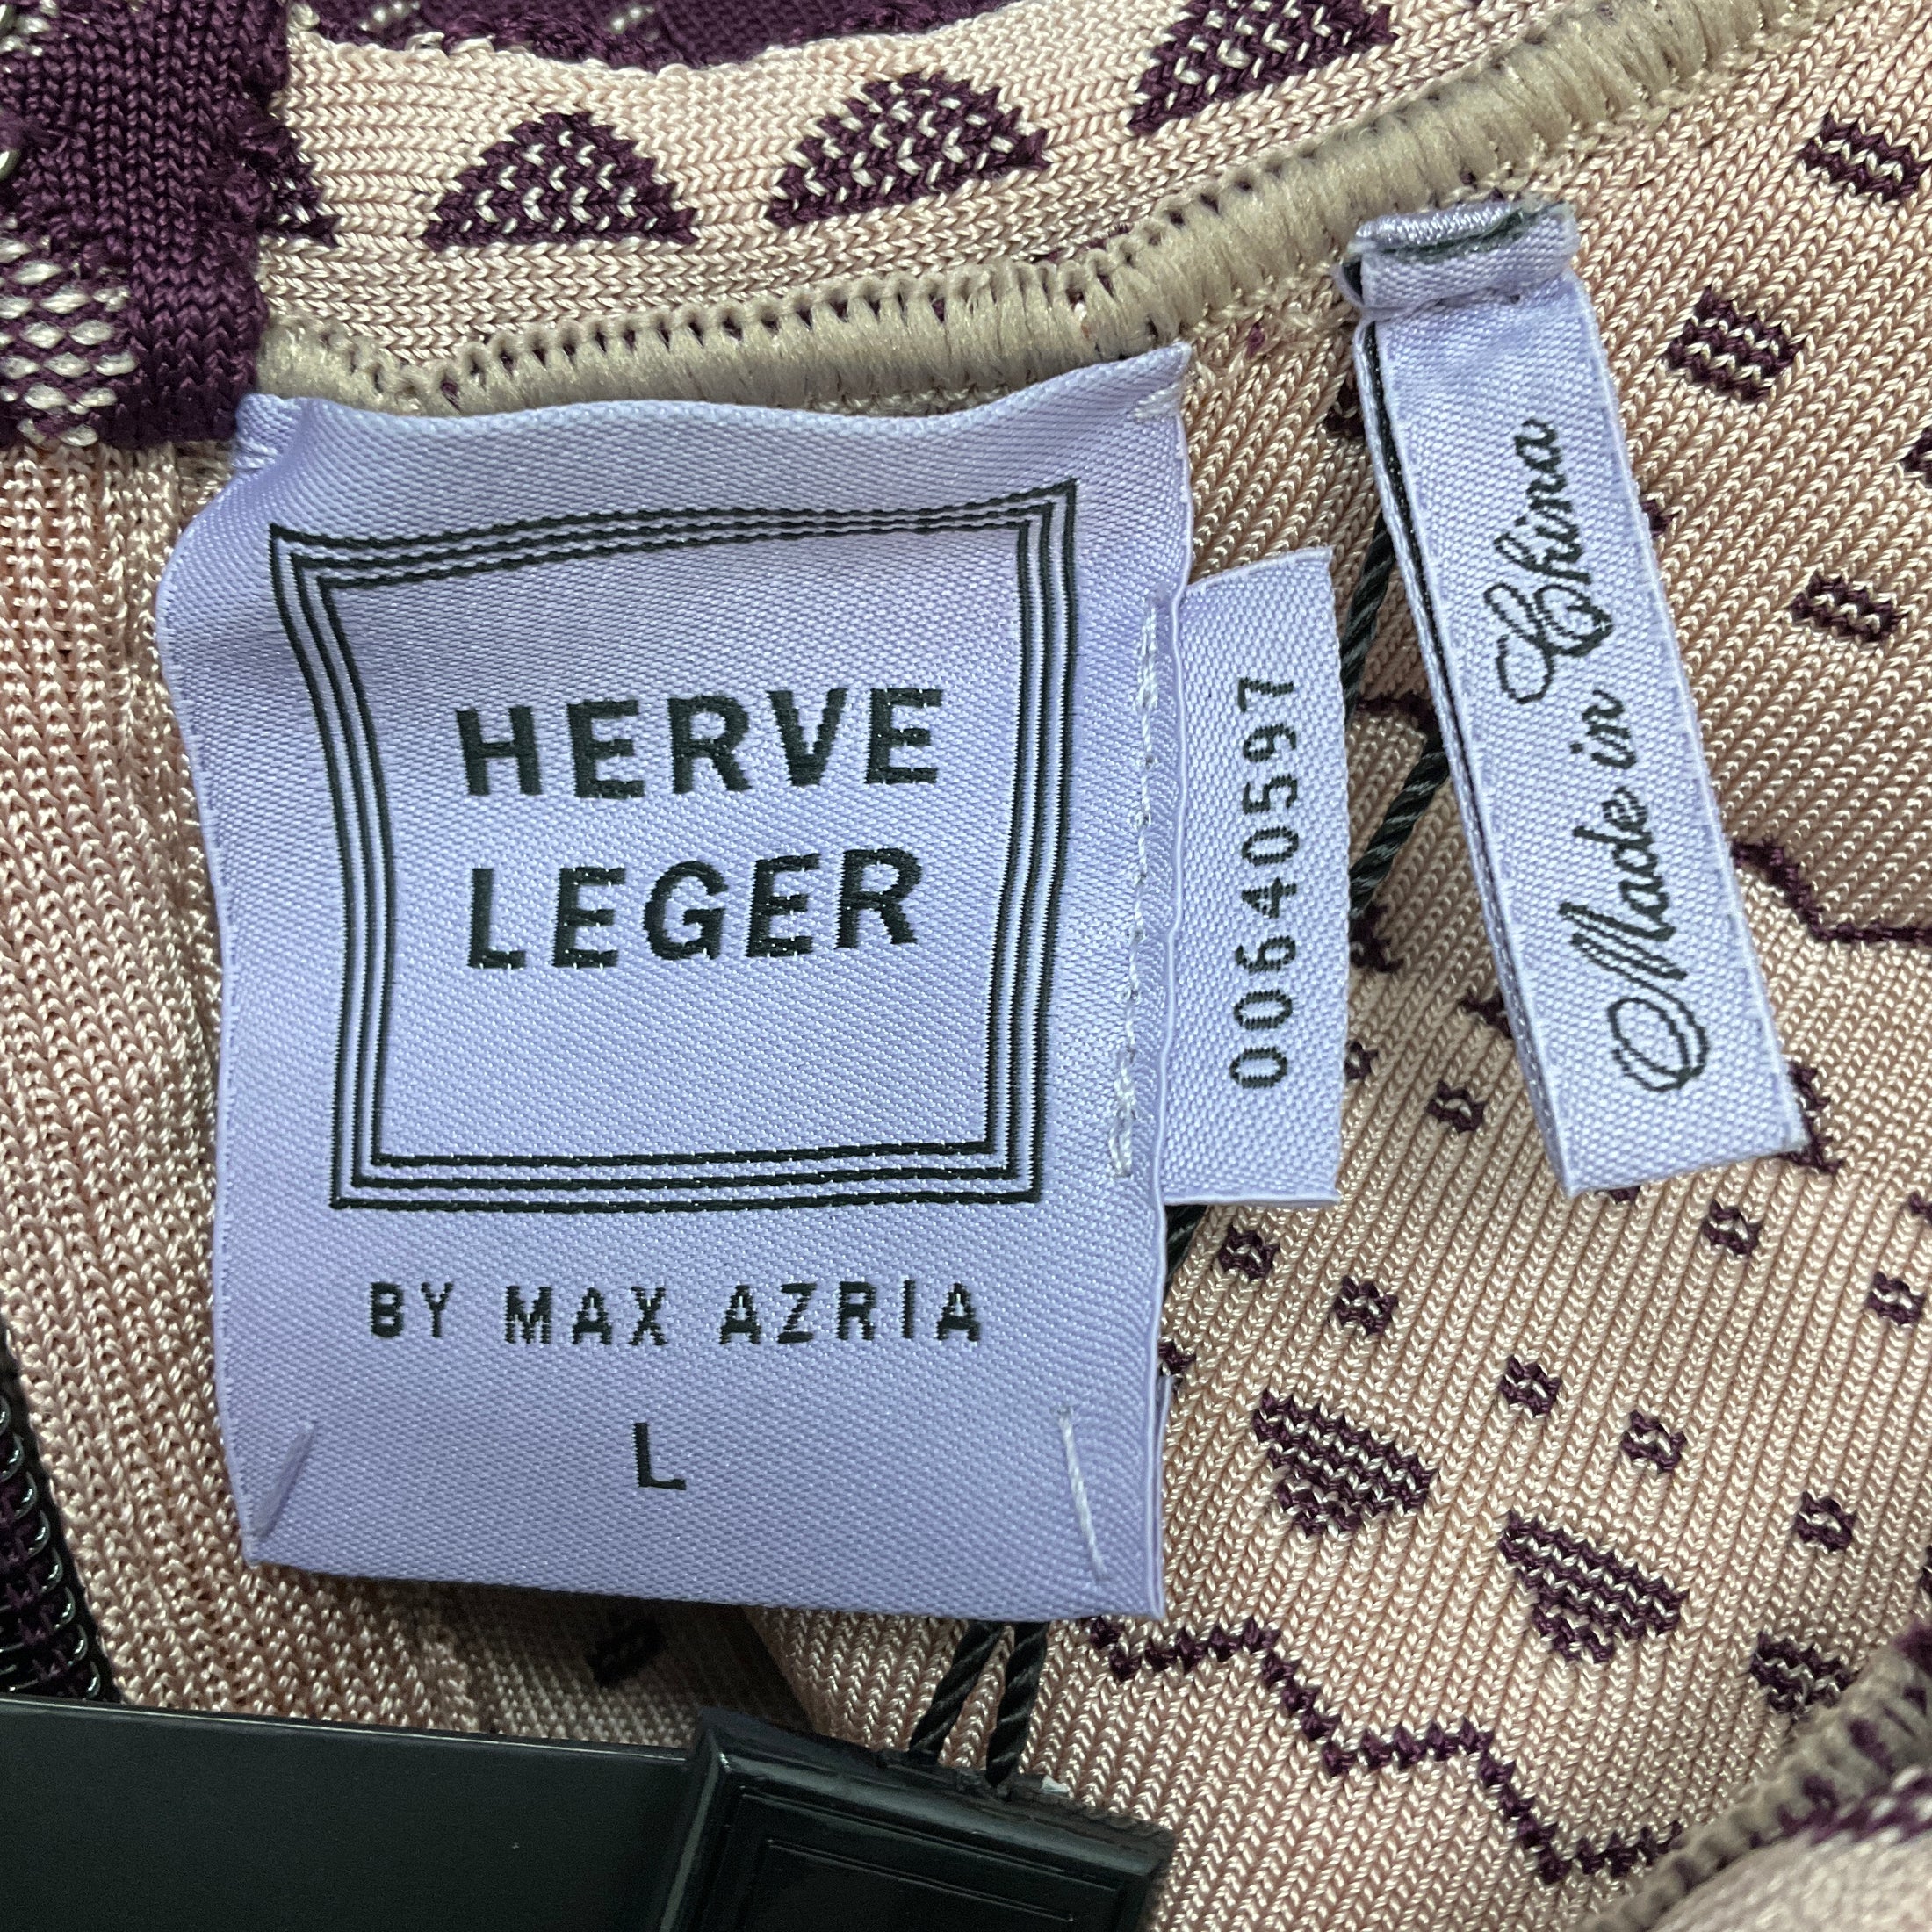 HERVE
LEGER
BY MAX AZRIA
L
00640597
Made in China